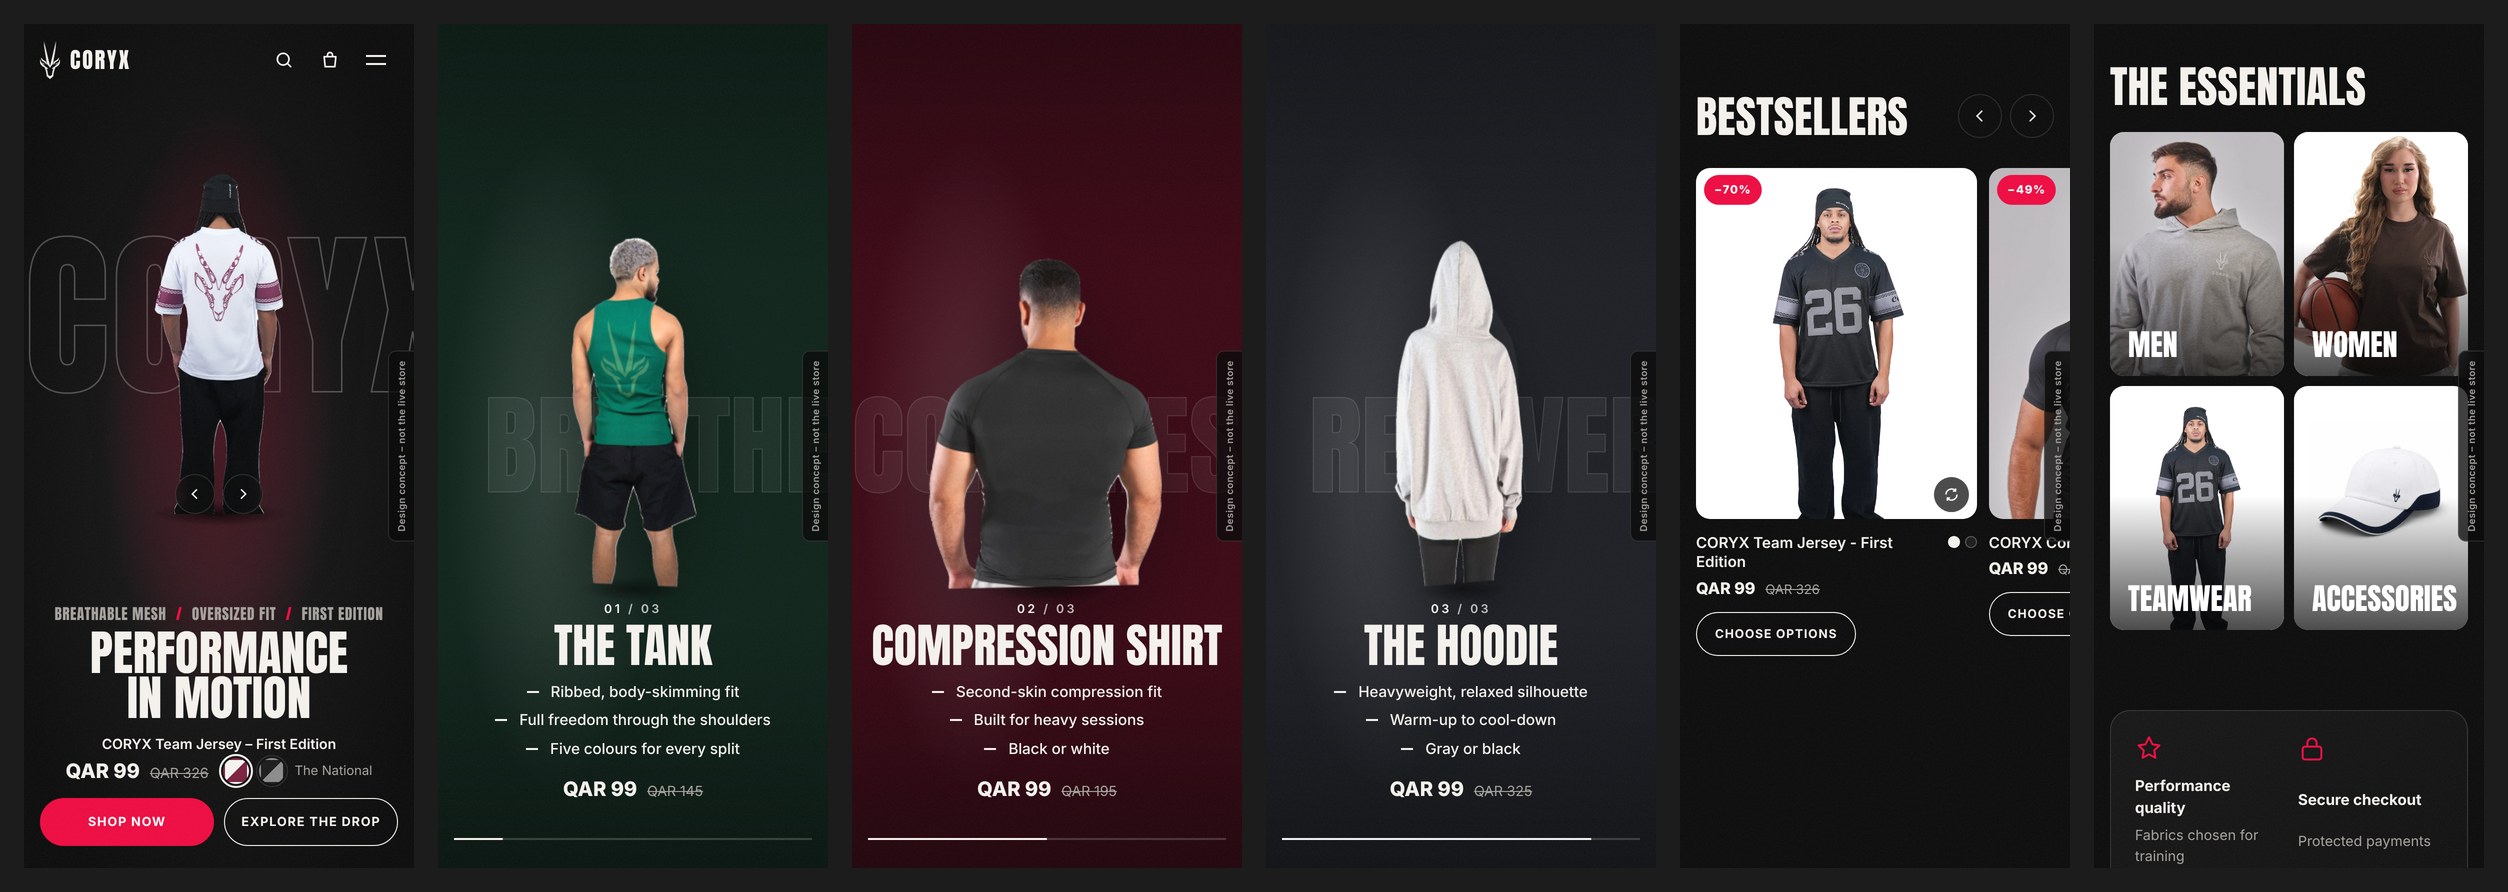 CORYX
CORYX
BREATHABLE MESH / OVERSIZED FIT / FIRST EDITION
PERFORMANCE
IN MOTION
CORYX Team Jersey – First Edition
QAR 99 QAR 326 The National
SHOP NOW
EXPLORE THE DROP
Design concept – not the live store
01 / 03
THE TANK
— Ribbed, body-skimming fit
— Full freedom through the shoulders
— Five colours for every split
QAR 99 QAR 145
Design concept – not the live store
02 / 03
COMPRESSION SHIRT
— Second-skin compression fit
— Built for heavy sessions
— Black or white
QAR 99 QAR 195
Design concept – not the live store
03 / 03
THE HOODIE
— Heavyweight, relaxed silhouette
— Warm-up to cool-down
— Gray or black
QAR 99 QAR 325
Design concept – not the live store
BESTSELLERS
−70%
26
CORYX Team Jersey - First
Edition
QAR 99 QAR 326
CHOOSE OPTIONS
−49%
CORYX
QAR 99
CHOOSE
Design concept – not the live store
THE ESSENTIALS
MEN
WOMEN
26
TEAMWEAR
ACCESSORIES
Design concept – not the live store
Performance
quality
Fabrics chosen for
training
Secure checkout
Protected payments